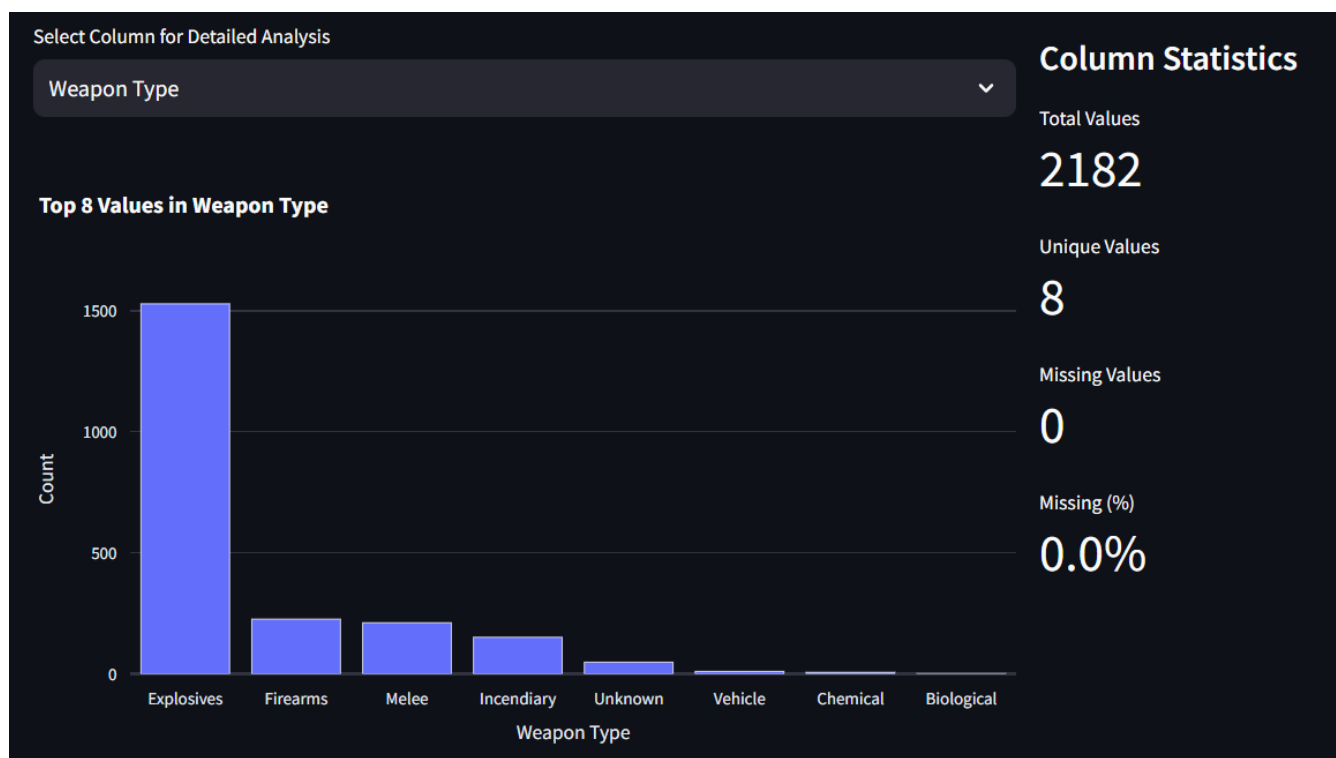 Select Column for Detailed Analysis
Weapon Type
Top 8 Values in Weapon Type
1500
1000
500
0
Count
Explosives Firearms Melee Incendiary Unknown Vehicle Chemical Biological
Weapon Type
Column Statistics
Total Values
2182
Unique Values
8
Missing Values
0
Missing (%)
0.0%